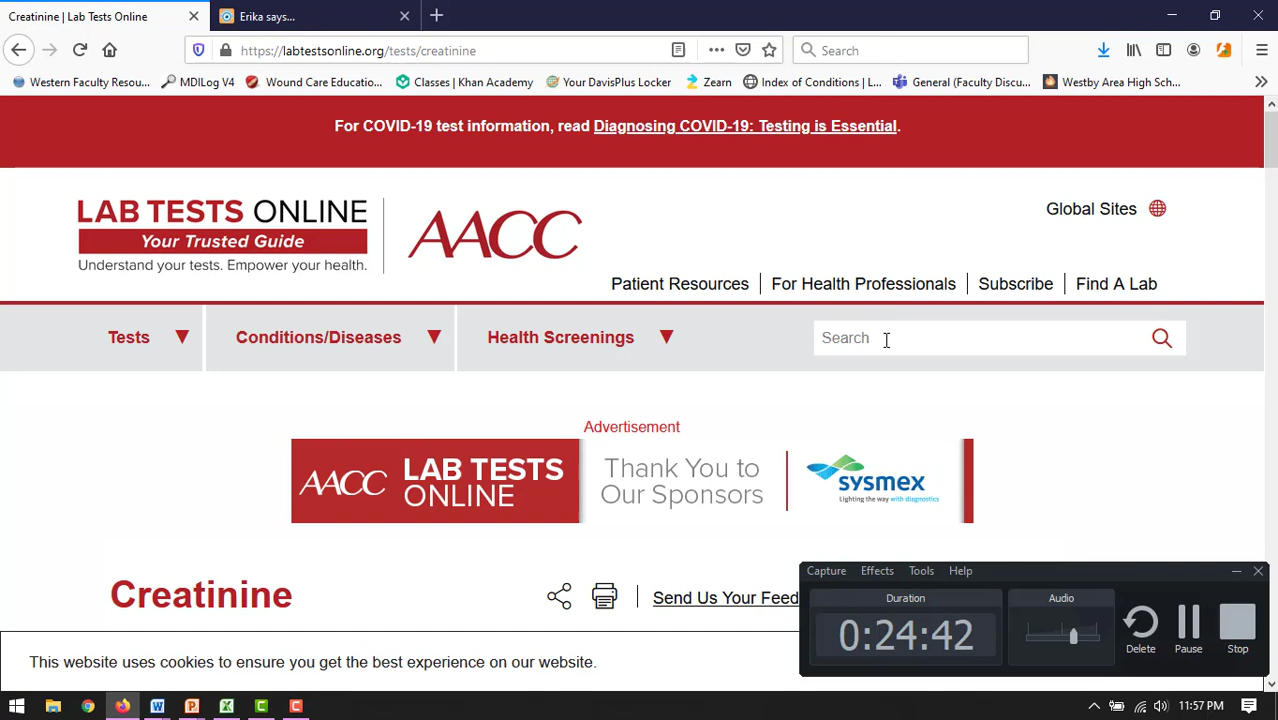 Creatinine | Lab Tests Online
Erika says...
https://labtestsonline.org/tests/creatinine
Search
Western Faculty Resou...
MDILog V4
Wound Care Educatio...
Classes | Khan Academy
Your DavisPlus Locker
Zearn
Index of Conditions | L...
General (Faculty Discu...
Westby Area High Sch...
For COVID-19 test information, read Diagnosing COVID-19: Testing is Essential.
LAB TESTS ONLINE
Your Trusted Guide
Understand your tests. Empower your health.
AACC
Global Sites
Patient Resources
For Health Professionals
Subscribe
Find A Lab
Tests
Conditions/Diseases
Health Screenings
Search
Advertisement
AACC
LAB TESTS
ONLINE
Thank You to
Our Sponsors
sysmex
Lighting the way with diagnostics
Creatinine
Send Us Your Feed
Capture
Effects
Tools
Help
Duration
0:24:42
Audio
Delete
Pause
Stop
This website uses cookies to ensure you get the best experience on our website.
11:57 PM